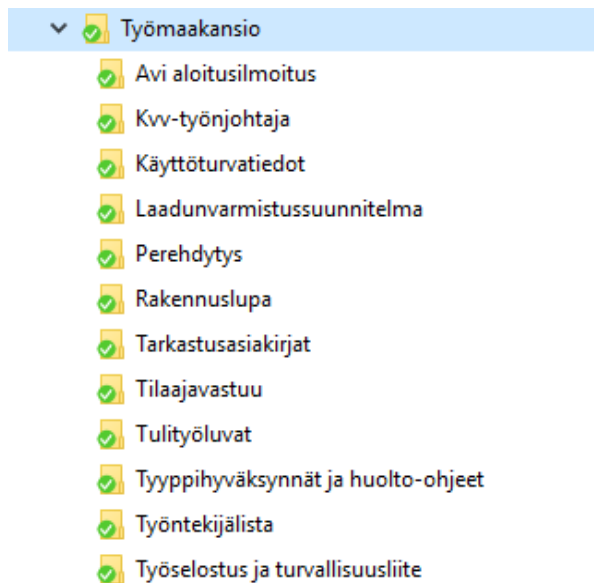 Työmaakansio
Avi aloitusilmoitus
Kvv-työnjohtaja
Käyttöturvatiedot
Laadunvarmistussuunnitelma
Perehdytys
Rakennuslupa
Tarkastusasiakirjat
Tilaajavastuu
Tulityöluvat
Tyyppihyväksynnät ja huolto-ohjeet
Työntekijälista
Työselostus ja turvallisuusliite